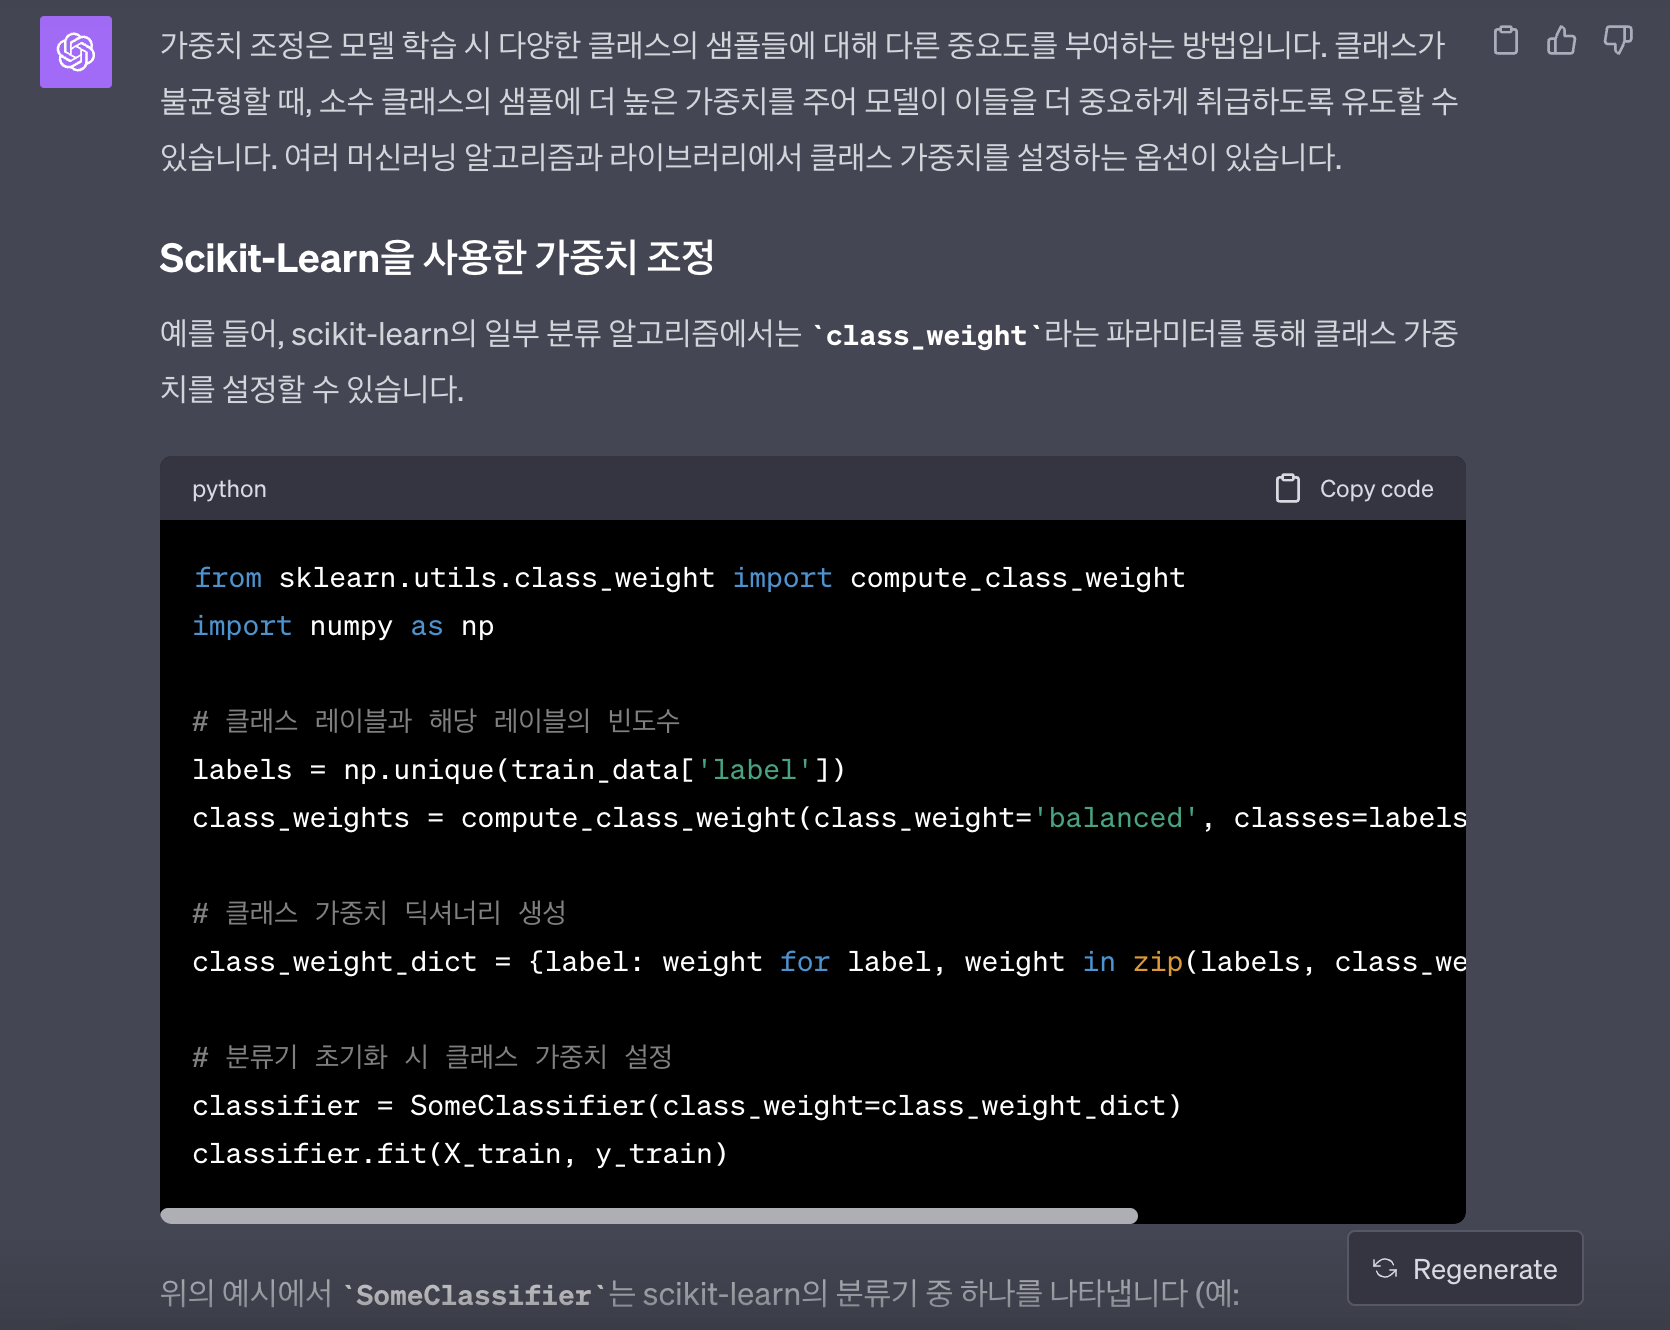 가중치 조정은 모델 학습 시 다양한 클래스의 샘플들에 대해 다른 중요도를 부여하는 방법입니다. 클래스가
불균형할 때, 소수 클래스의 샘플에 더 높은 가중치를 주어 모델이 이들을 더 중요하게 취급하도록 유도할 수
있습니다. 여러 머신러닝 알고리즘과 라이브러리에서 클래스 가중치를 설정하는 옵션이 있습니다.
Scikit-Learn을 사용한 가중치 조정
예를 들어, scikit-learn의 일부 분류 알고리즘에서는 `class_weight`라는 파라미터를 통해 클래스 가중
치를 설정할 수 있습니다.
python Copy code
from sklearn.utils.class_weight import compute_class_weight
import numpy as np
# 클래스 레이블과 해당 레이블의 빈도수
labels = np.unique(train_data['label'])
class_weights = compute_class_weight(class_weight='balanced', classes=labels
# 클래스 가중치 딕셔너리 생성
class_weight_dict = {label: weight for label, weight in zip(labels, class_we
# 분류기 초기화 시 클래스 가중치 설정
classifier = SomeClassifier(class_weight=class_weight_dict)
classifier.fit(X_train, y_train)
Regenerate
위의 예시에서 `SomeClassifier`는 scikit-learn의 분류기 중 하나를 나타냅니다 (예: